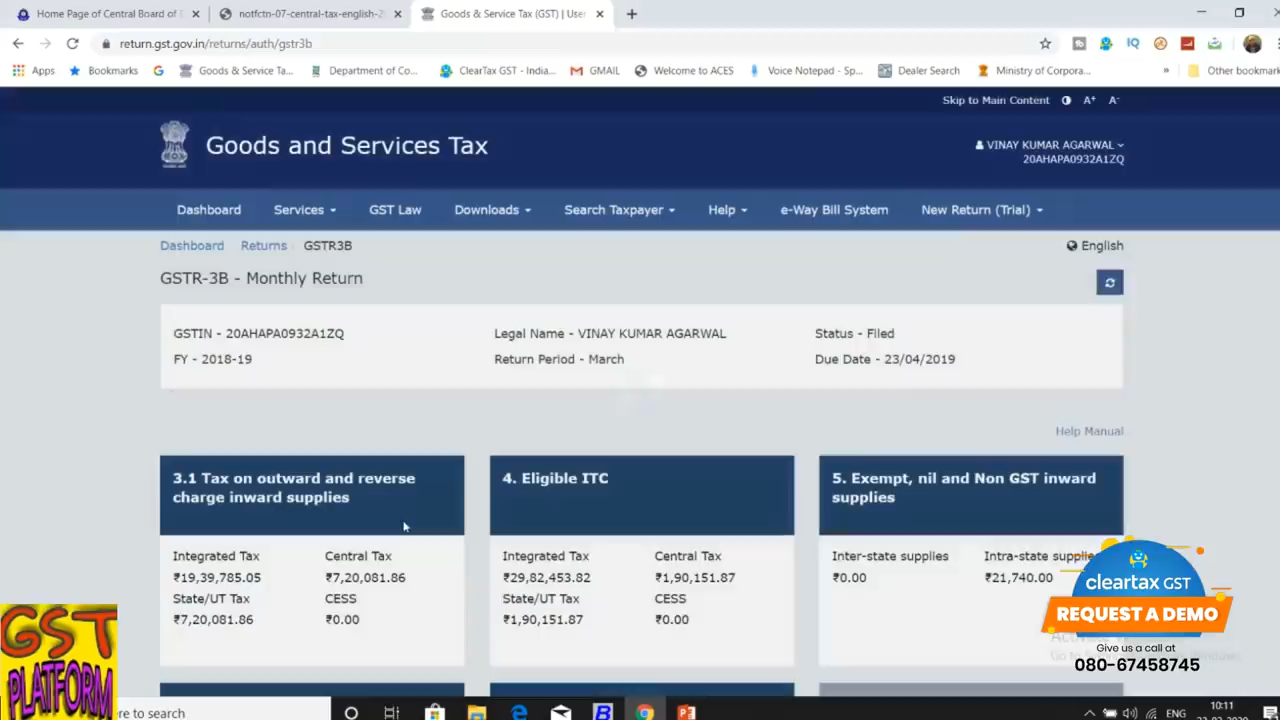 Home Page of Central Board of E
notfctn-07-central-tax-english-2
Goods & Service Tax (GST) | User
return.gst.gov.in/returns/auth/gstr3b
IQ
Apps
Bookmarks
G
Goods & Service Ta...
Department of Co...
ClearTax GST - India...
GMAIL
Welcome to ACES
Voice Notepad - Sp...
Dealer Search
Ministry of Corpora...
»
Other bookmark
Skip to Main Content
A+
A-
Goods and Services Tax
VINAY KUMAR AGARWAL
20AHAPA0932A1ZQ
Dashboard
Services
GST Law
Downloads
Search Taxpayer
Help
e-Way Bill System
New Return (Trial)
Dashboard
Returns
GSTR3B
English
GSTR-3B - Monthly Return
GSTIN - 20AHAPA0932A1ZQ
Legal Name - VINAY KUMAR AGARWAL
Status - Filed
FY - 2018-19
Return Period - March
Due Date - 23/04/2019
Help Manual
3.1 Tax on outward and reverse
charge inward supplies
4. Eligible ITC
5. Exempt, nil and Non GST inward
supplies
Integrated Tax
Central Tax
₹19,39,785.05
₹7,20,081.86
State/UT Tax
CESS
₹7,20,081.86
₹0.00
Integrated Tax
Central Tax
₹29,82,453.82
₹1,90,151.87
State/UT Tax
CESS
₹1,90,151.87
₹0.00
Inter-state supplies
Intra-state supplie
₹0.00
₹21,740.00
cleartax GST
REQUEST A DEMO
Give us a call at
080-67458745
GST
PLATFORM
ere to search
B
ENG
10:11